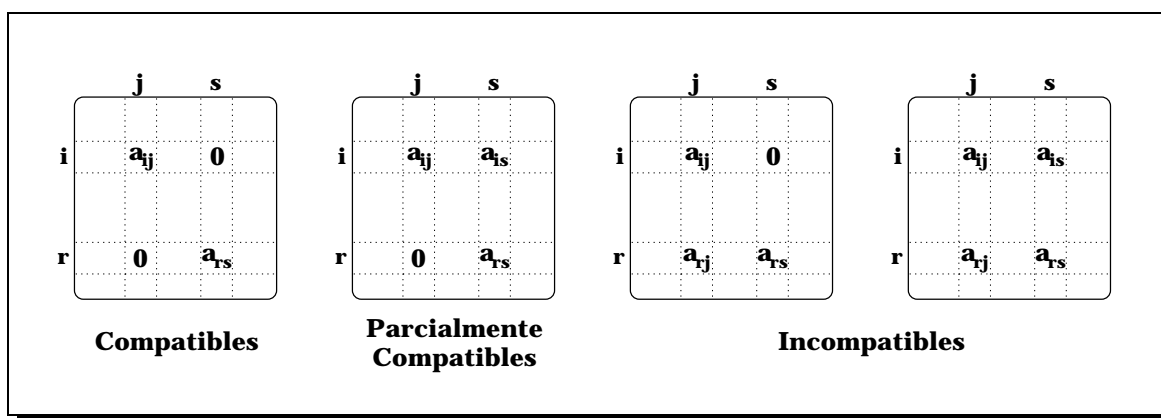 j s j s j s j s
i a_ij 0 i a_ij a_is i a_ij 0 i a_ij a_is
r 0 a_rs r 0 a_rs r a_rj a_rs r a_rj a_rs
Compatibles
Parcialmente
Compatibles
Incompatibles